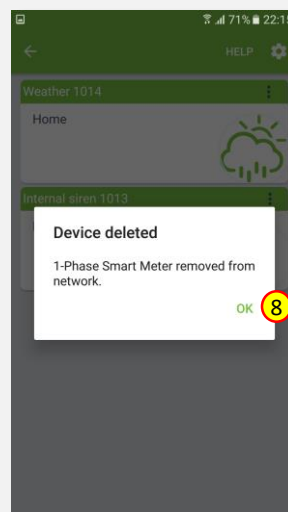 71% 22:15
HELP
Weather 1014
Home
Internal siren 1013
Device deleted
1-Phase Smart Meter removed from
network.
OK 8